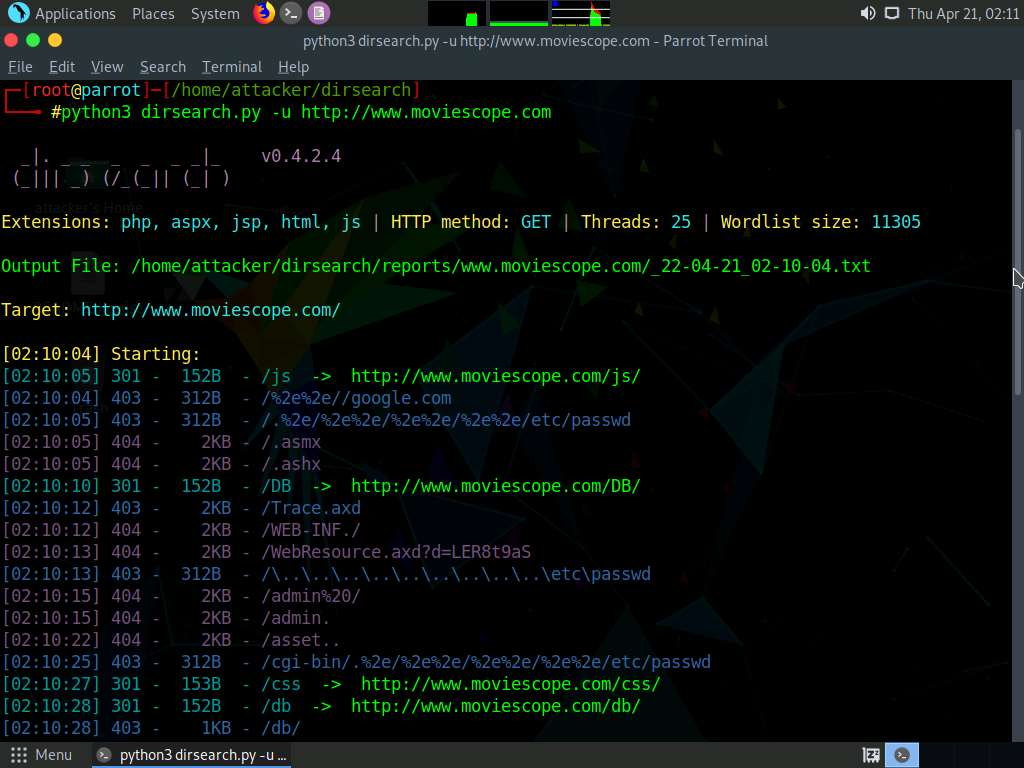 Applications Places System Thu Apr 21, 02:11
python3 dirsearch.py -u http://www.moviescope.com - Parrot Terminal
File Edit View Search Terminal Help
┌─[root@parrot]─[/home/attacker/dirsearch]
└──╼ #python3 dirsearch.py -u http://www.moviescope.com
_|. _ _  _  _  _ _|_    v0.4.2.4
(_||| _) (/_(_|| (_| )
attacker's Home
Extensions: php, aspx, jsp, html, js | HTTP method: GET | Threads: 25 | Wordlist size: 11305
Output File: /home/attacker/dirsearch/reports/www.moviescope.com/_22-04-21_02-10-04.txt
Target: http://www.moviescope.com/
[02:10:04] Starting:
[02:10:05] 301 -  152B  - /js  ->  http://www.moviescope.com/js/
[02:10:04] 403 -  312B  - /%2e%2e//google.com
[02:10:05] 403 -  312B  - /.%2e/%2e%2e/%2e%2e/%2e%2e/etc/passwd
[02:10:05] 404 -    2KB - /.asmx
[02:10:05] 404 -    2KB - /.ashx
[02:10:10] 301 -  152B  - /DB  ->  http://www.moviescope.com/DB/
[02:10:12] 403 -    2KB - /Trace.axd
[02:10:12] 404 -    2KB - /WEB-INF./
[02:10:13] 404 -    2KB - /WebResource.axd?d=LER8t9aS
[02:10:13] 403 -  312B  - /\..\..\..\..\..\..\..\..\..\etc\passwd
[02:10:15] 404 -    2KB - /admin%20/
[02:10:15] 404 -    2KB - /admin.
[02:10:22] 404 -    2KB - /asset..
[02:10:25] 403 -  312B  - /cgi-bin/.%2e/%2e%2e/%2e%2e/%2e%2e/etc/passwd
[02:10:27] 301 -  153B  - /css  ->  http://www.moviescope.com/css/
[02:10:28] 301 -  152B  - /db  ->  http://www.moviescope.com/db/
[02:10:28] 403 -    1KB - /db/
Menu python3 dirsearch.py -u ...